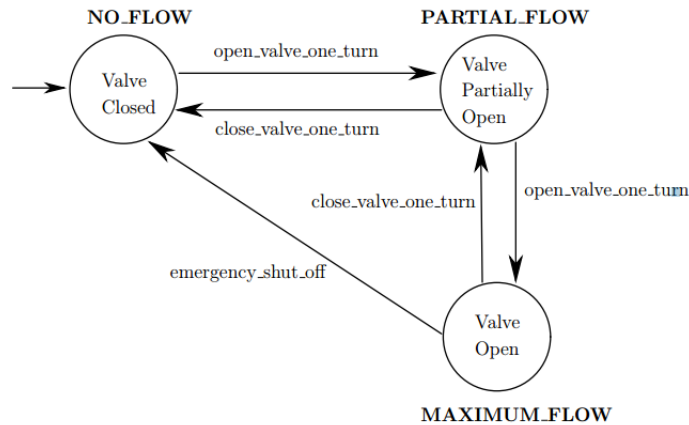 NO_FLOW
PARTIAL_FLOW
open_valve_one_turn
Valve
Closed
Valve
Partially
Open
close_valve_one_turn
close_valve_one_turn
open_valve_one_turn
emergency_shut_off
Valve
Open
MAXIMUM_FLOW